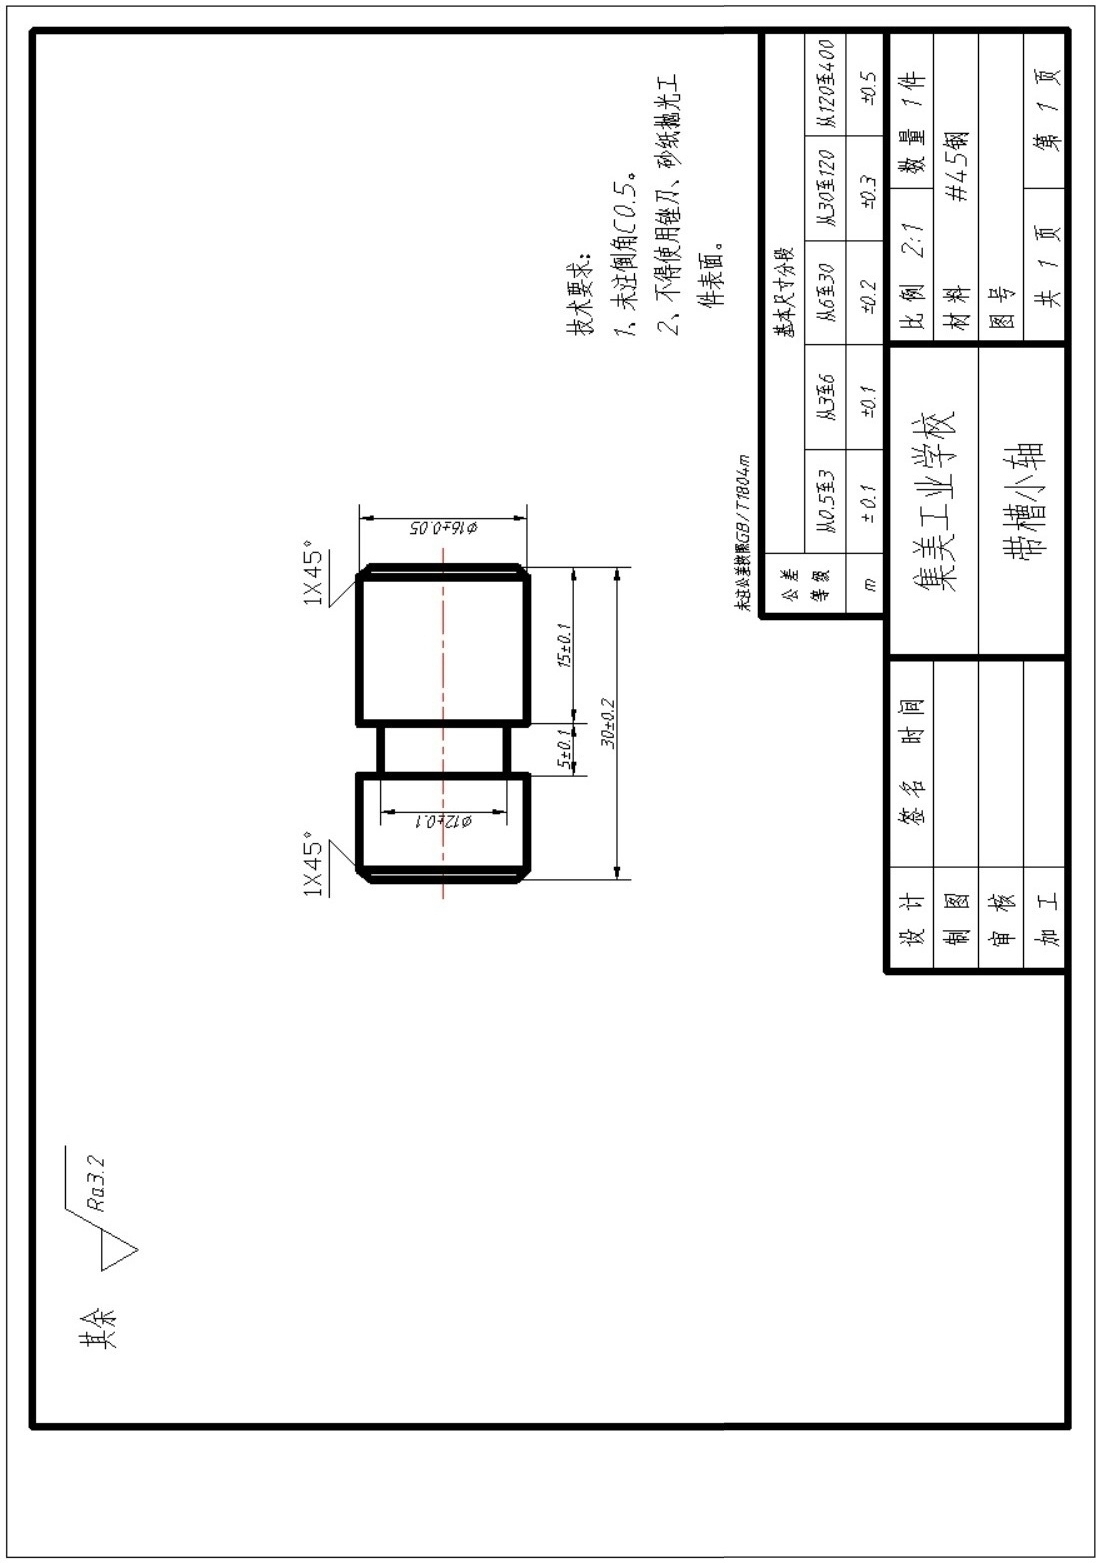 其余
Ra3.2
1X45°
1X45°
ø16±0.05
ø12±0.1
5±0.1
15±0.1
30±0.2
技术要求:
1、未注倒角C0.5。
2、不得使用锉刀、砂纸抛光工
件表面。
未注公差按照GB/T1804m
公差等级 基本尺寸分段
从0.5至3 从3至6 从6至30 从30至120 从120至400
m ±0.1 ±0.1 ±0.2 ±0.3 ±0.5
签名 时间
设计
制图
审核
加工
集美工业学校
带槽小轴
比例 2:1 数量 1件
材料 #45钢
图号
共 1 页 第 1 页